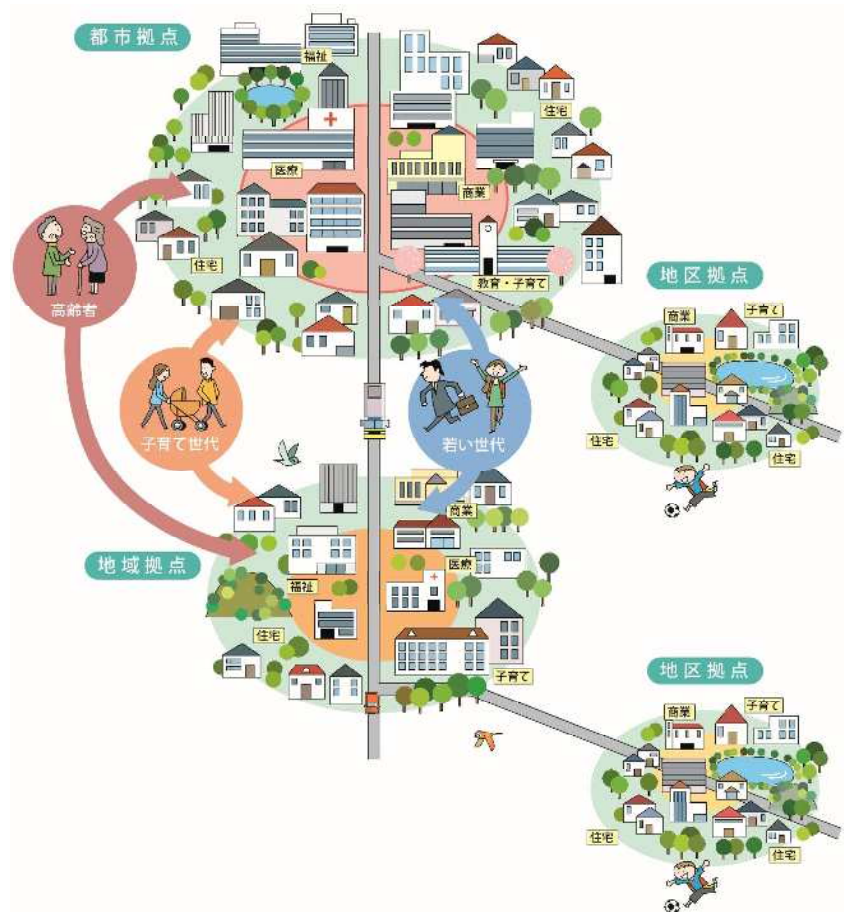 都市拠点
福祉
住宅
医療
商業
住宅
教育・子育て
高齢者
子育て世代
若い世代
地区拠点
商業
子育て
住宅
住宅
地域拠点
商業
医療
福祉
住宅
子育て
地区拠点
商業
子育て
住宅
住宅